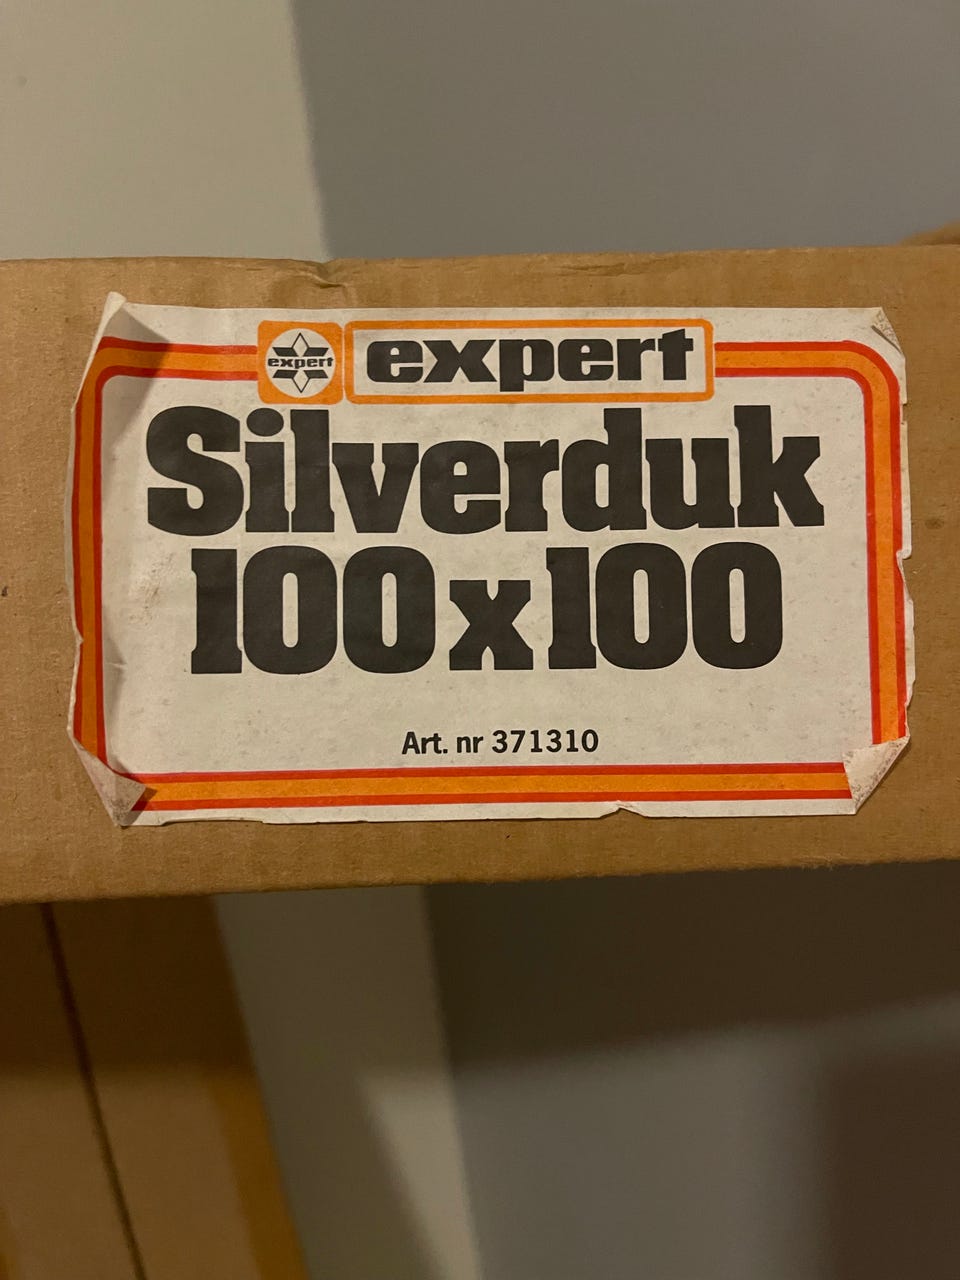 expert expert
Silverduk
100x100
Art. nr 371310